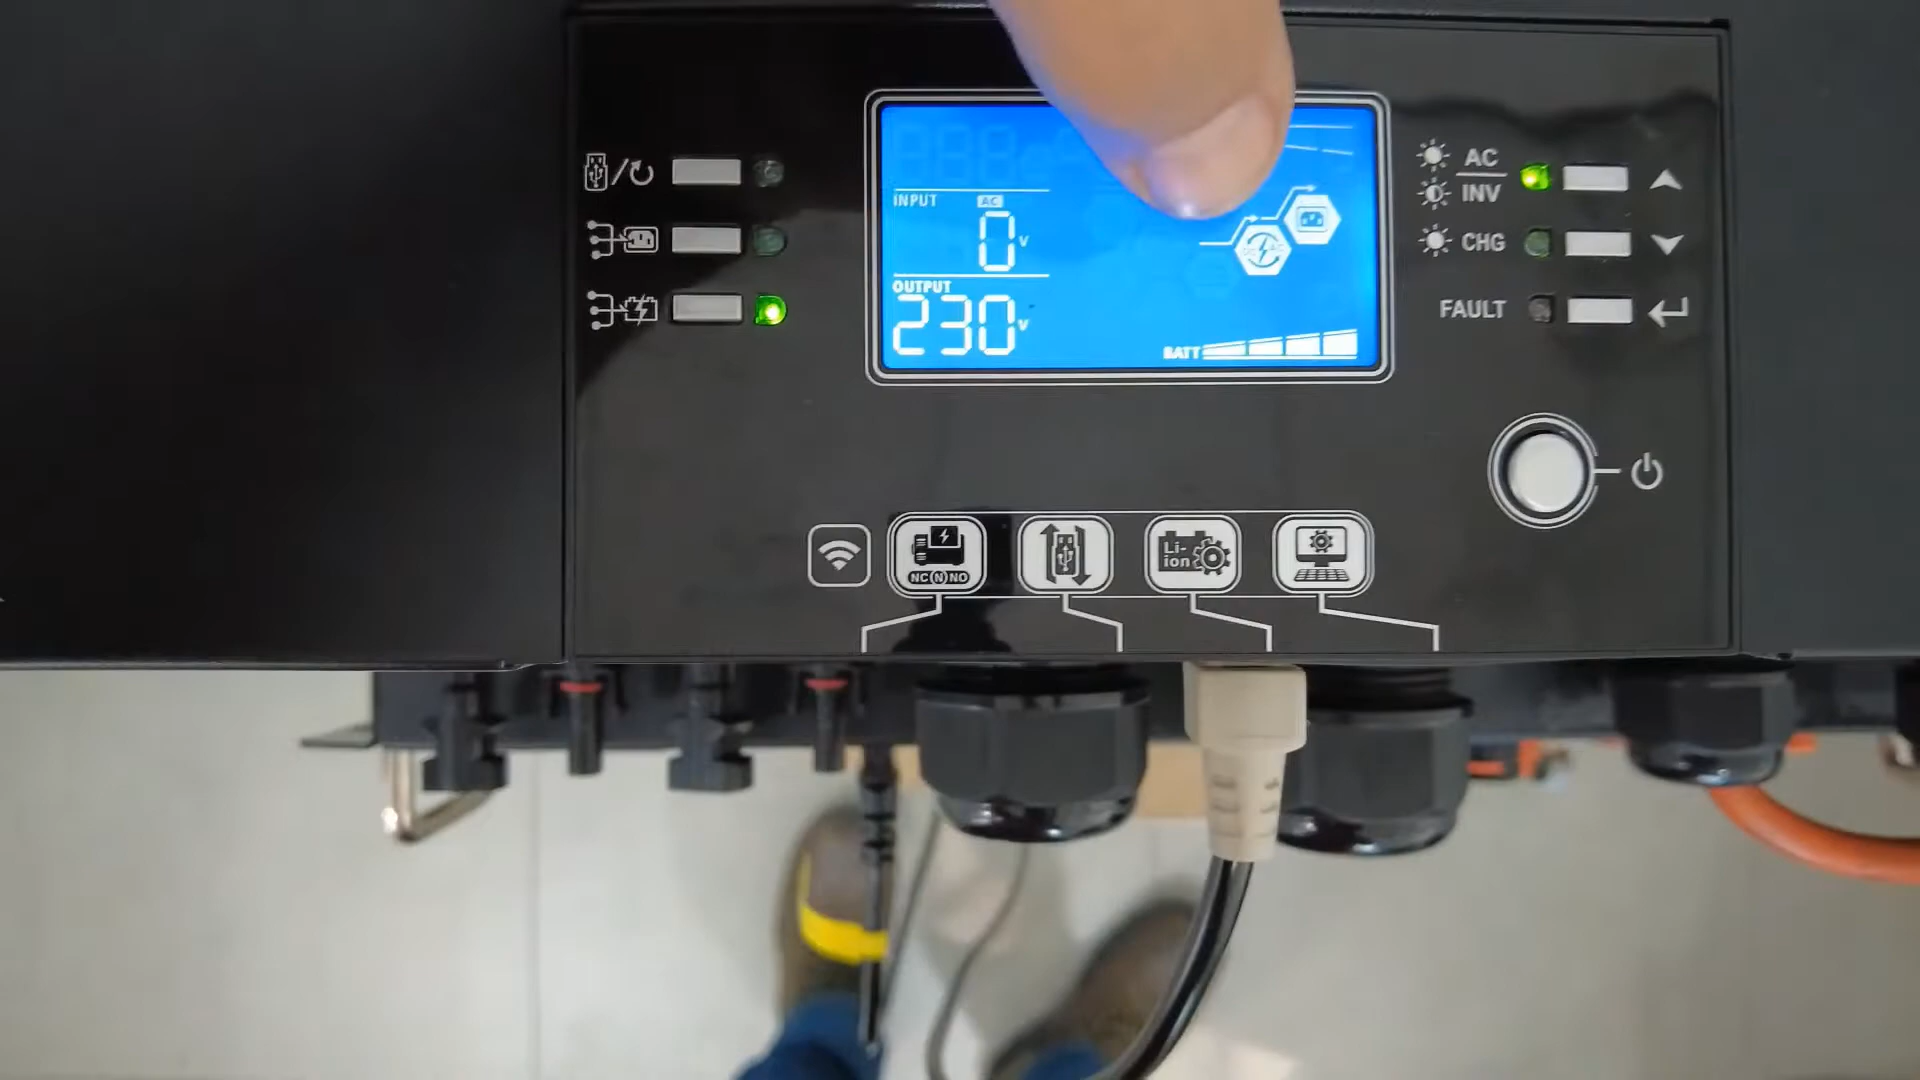 INPUT AC
0 V
OUTPUT
230 V
BATT
AC
INV
CHG
FAULT
NC N NO
Li-
ion